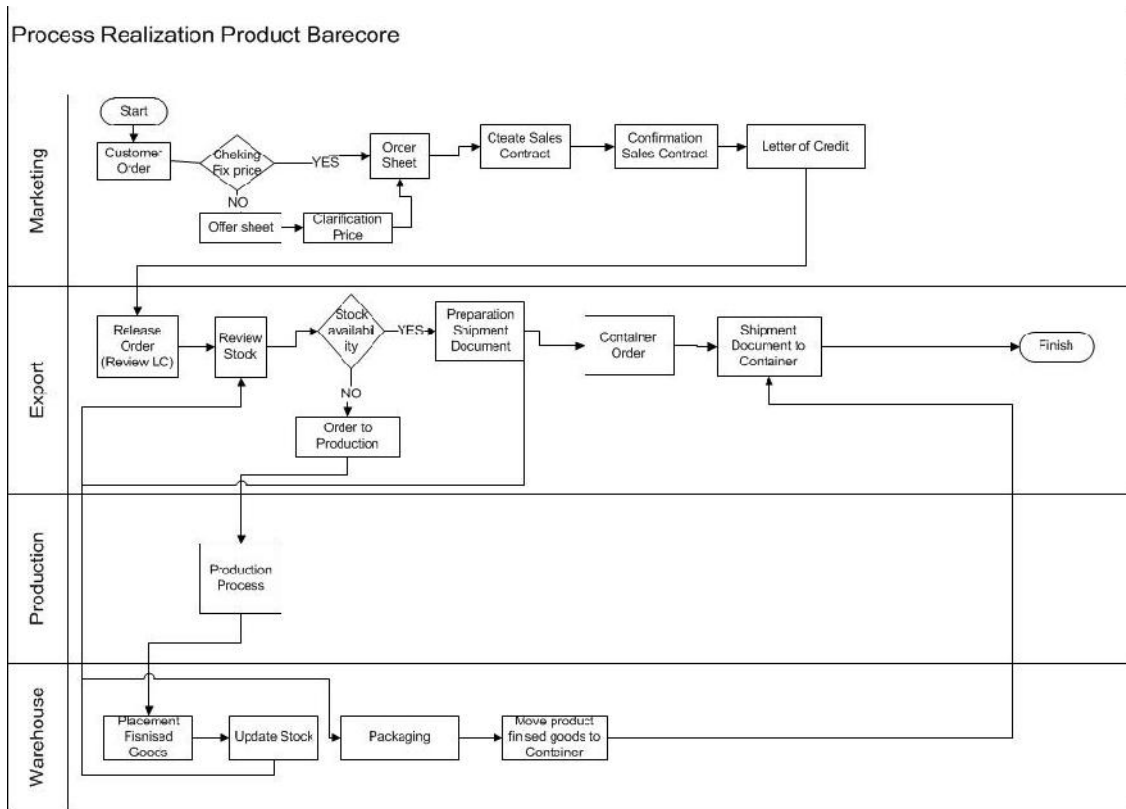 Process Realization Product Barecore
Marketing
Start
Customer
Order
Cheking
Fix price
YES
NO
Offer sheet
Clarification
Price
Orcer
Sheet
Cteate Sales
Contract
Confirmation
Sales Contract
Letter of Credit
Export
Release
Order
(Review LC)
Review
Stock
Stock
availabil
ity
YES
NO
Order to
Production
Preparation
Shipment
Document
Container
Order
Shipment
Document to
Container
Finish
Production
Production
Process
Warehouse
Placement
Fisnised
Goods
Update Stock
Packaging
Move product
finsed goods to
Container